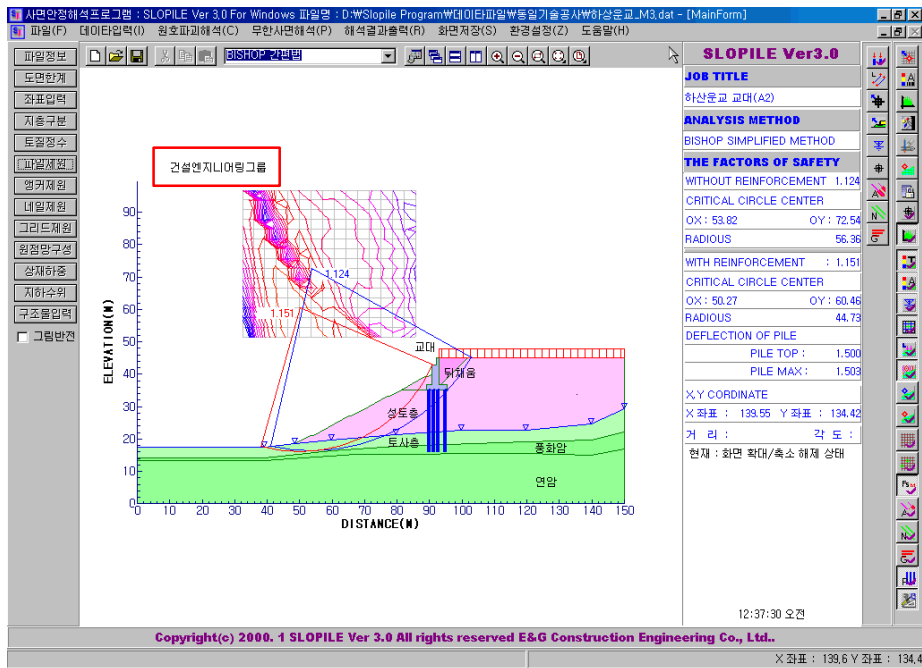 사면안정해석프로그램 : SLOPILE Ver 3,0 For Windows 파일명 : D:₩Slopile Program₩데이타파일₩동일기술공사₩하상운교_M3,dat - [MainForm]
파일(F) 데이타입력(I) 원호파괴해석(C) 무한사면해석(P) 해석결과출력(R) 화면저장(S) 환경설정(Z) 도움말(H)
파일정보
도면한계
좌표입력
지층구분
토질정수
파일제원
앵커제원
네일제원
그리드제원
원점망구성
상재하중
지하수위
구조물입력
그림반전
BISHOP 간편법
건설엔지니어링그룹
ELEVATION(M)
90
80
70
60
50
40
30
20
10
0
1.124
1.151
교대
뒤채움
성토층
토사층
풍화암
연암
0 10 20 30 40 50 60 70 80 90 100 110 120 130 140 150
DISTANCE(M)
SLOPILE Ver3.0
JOB TITLE
하산운교 교대(A2)
ANALYSIS METHOD
BISHOP SIMPLIFIED METHOD
THE FACTORS OF SAFETY
WITHOUT REINFORCEMENT 1.124
CRITICAL CIRCLE CENTER
OX : 53.82 OY : 72.54
RADIOUS 56.36
WITH REINFORCEMENT : 1.151
CRITICAL CIRCLE CENTER
OX : 50.27 OY : 60.46
RADIOUS 44.73
DEFLECTION OF PILE
PILE TOP : 1.500
PILE MAX : 1.503
X,Y CORDINATE
X 좌표 : 139.55 Y 좌표 : 134.42
거 리 : 각 도 :
현재 : 화면 확대/축소 해제 상태
12:37:30 오전
Copyright(c) 2000. 1 SLOPILE Ver 3.0 All rights reserved E&G Construction Engineering Co., Ltd..
X 좌표 : 139,6 Y 좌표 : 134,4